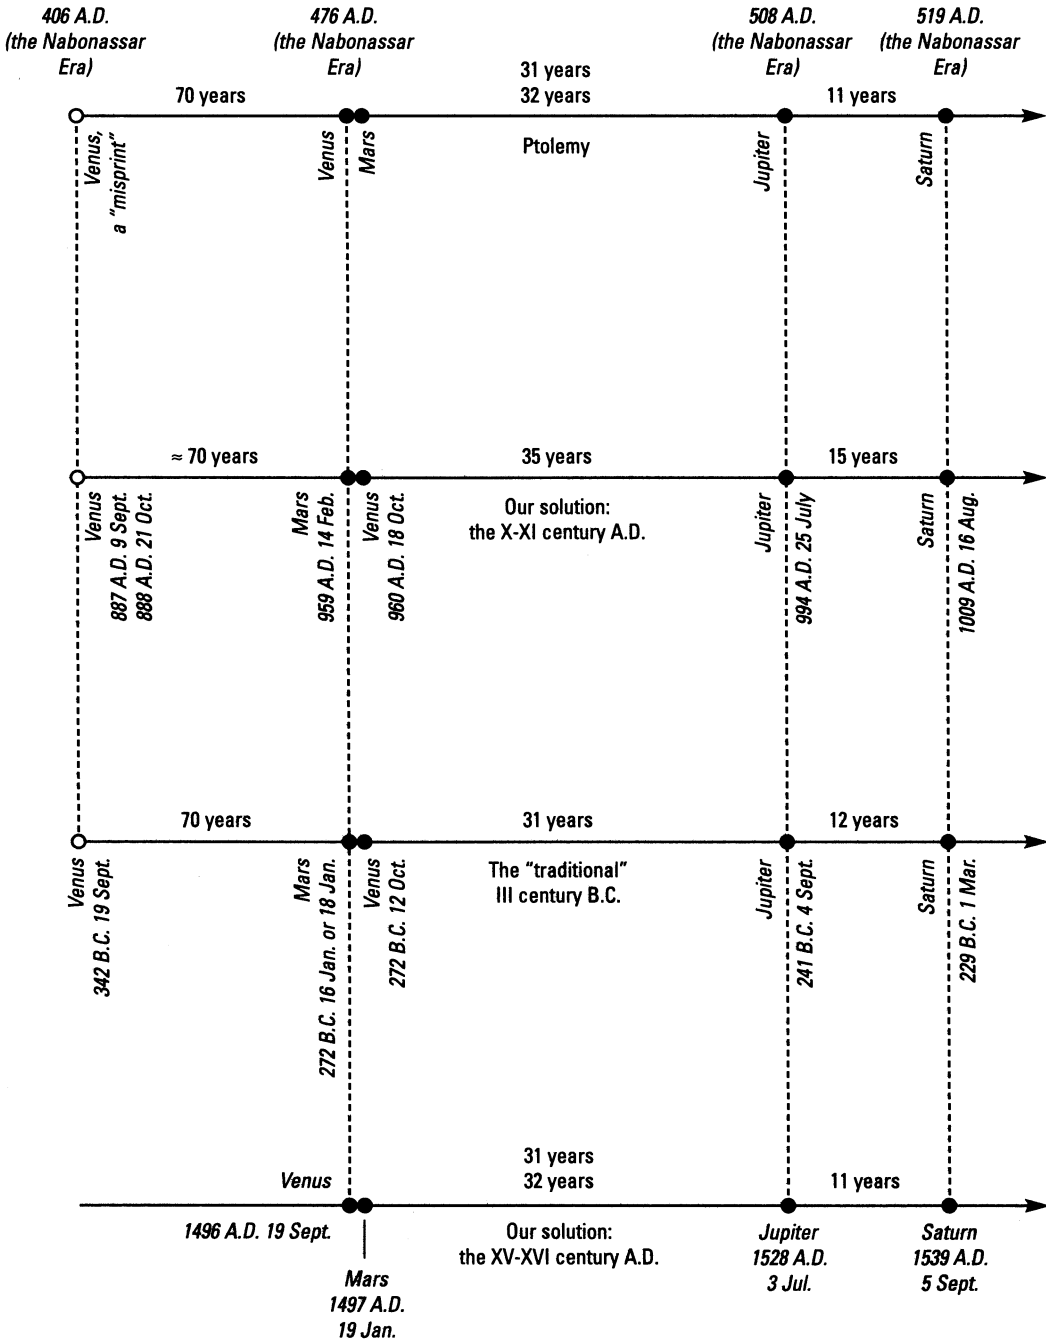 406 A.D.
(the Nabonassar
Era)
476 A.D.
(the Nabonassar
Era)
508 A.D.
(the Nabonassar
Era)
519 A.D.
(the Nabonassar
Era)
70 years
31 years
32 years
11 years
Venus,
a "misprint"
Venus
Mars
Ptolemy
Jupiter
Saturn
≈ 70 years
35 years
15 years
Venus
887 A.D. 9 Sept.
888 A.D. 21 Oct.
Mars
959 A.D. 14 Feb.
Venus
960 A.D. 18 Oct.
Our solution:
the X-XI century A.D.
Jupiter
994 A.D. 25 July
Saturn
1009 A.D. 16 Aug.
70 years
31 years
12 years
Venus
342 B.C. 19 Sept.
Mars
272 B.C. 16 Jan. or 18 Jan.
Venus
272 B.C. 12 Oct.
The "traditional"
III century B.C.
Jupiter
241 B.C. 4 Sept.
Saturn
229 B.C. 1 Mar.
Venus
31 years
32 years
11 years
1496 A.D. 19 Sept.
Mars
1497 A.D.
19 Jan.
Our solution:
the XV-XVI century A.D.
Jupiter
1528 A.D.
3 Jul.
Saturn
1539 A.D.
5 Sept.